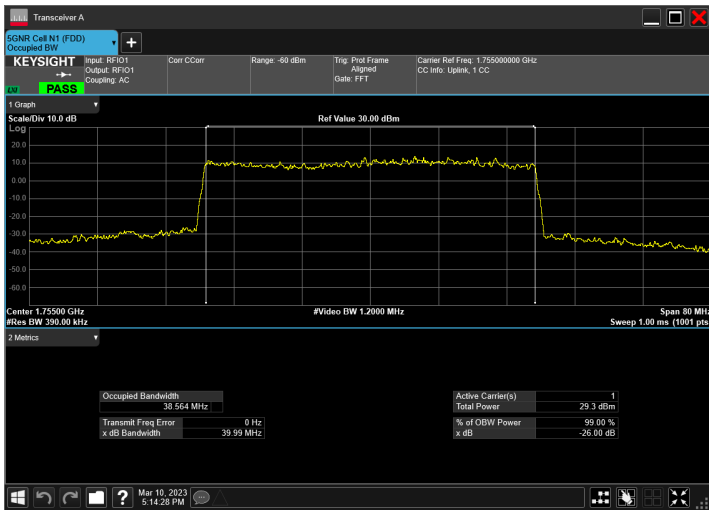 Transceiver A
5GNR Cell N1 (FDD)
Occupied BW
KEYSIGHT
PASS
Input: RFIO1
Output: RFIO1
Coupling: AC
Corr CCorr
Range: -60 dBm
Trig: Prot Frame
Aligned
Gate: FFT
Carrier Ref Freq: 1.755000000 GHz
CC Info: Uplink, 1 CC
1 Graph
Scale/Div 10.0 dB
Ref Value 30.00 dBm
Log
20.0
10.0
0.00
-10.0
-20.0
-30.0
-40.0
-50.0
-60.0
Center 1.75500 GHz
#Video BW 1.2000 MHz
Span 80 MHz
#Res BW 390.00 kHz
Sweep 1.00 ms (1001 pts
2 Metrics
Occupied Bandwidth
38.564 MHz
Transmit Freq Error 0 Hz
x dB Bandwidth 39.99 MHz
Active Carrier(s) 1
Total Power 29.3 dBm
% of OBW Power 99.00 %
x dB -26.00 dB
Mar 10, 2023
5:14:28 PM